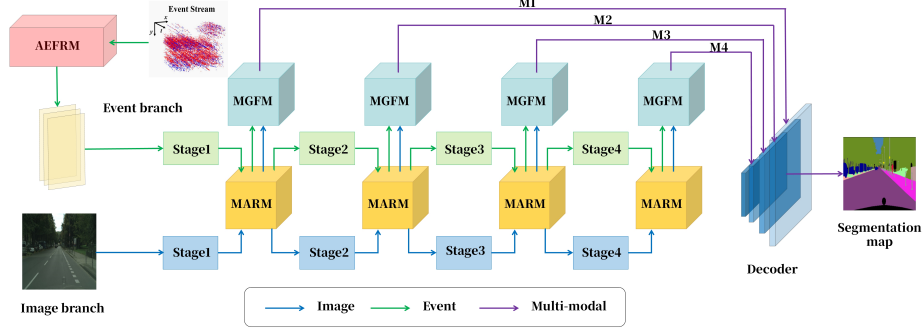 M1
Event Stream
x
y
t
M2
AEFRM
M3
M4
MGFM
MGFM
MGFM
MGFM
Event branch
Stage1
Stage2
Stage3
Stage4
MARM
MARM
MARM
MARM
Segmentation
map
Stage1
Stage2
Stage3
Stage4
Decoder
Image branch
Image
Event
Multi-modal